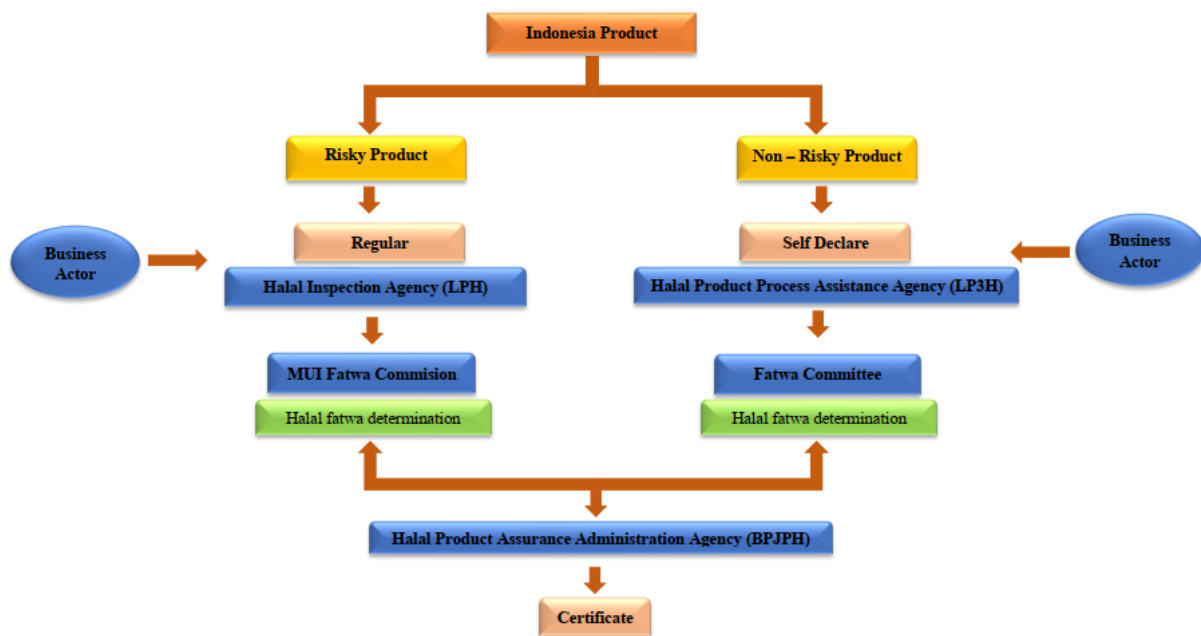 Indonesia Product
Risky Product
Non – Risky Product
Business
Actor
Regular
Self Declare
Business
Actor
Halal Inspection Agency (LPH)
Halal Product Process Assistance Agency (LP3H)
MUI Fatwa Commision
Fatwa Committee
Halal fatwa determination
Halal fatwa determination
Halal Product Assurance Administration Agency (BPJPH)
Certificate